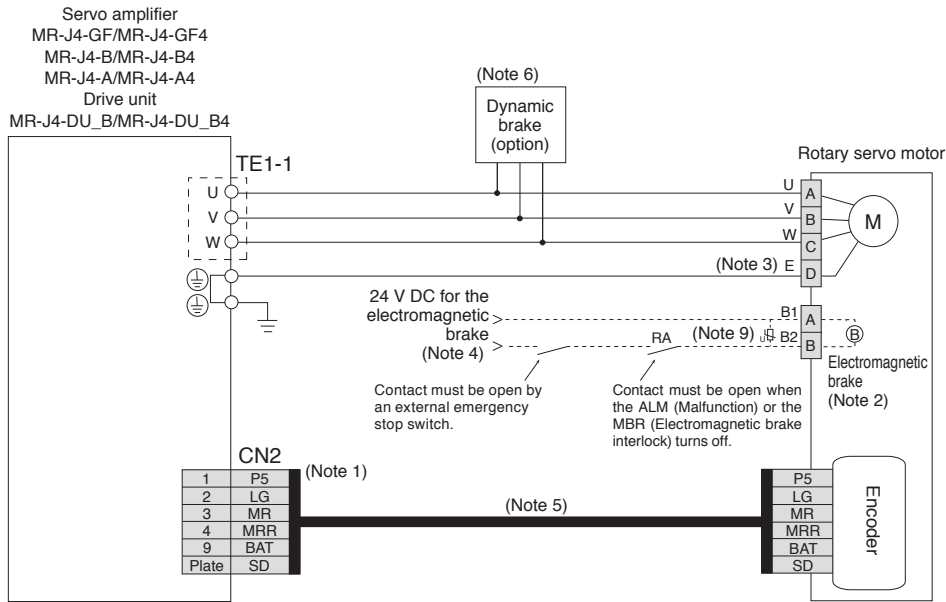 Servo amplifier
MR-J4-GF/MR-J4-GF4
MR-J4-B/MR-J4-B4
MR-J4-A/MR-J4-A4
Drive unit
MR-J4-DU_B/MR-J4-DU_B4
(Note 6)
Dynamic
brake
(option)
Rotary servo motor
TE1-1
U
V
W
U
V
W
(Note 3) E
A
B
C
D
M
24 V DC for the
electromagnetic
brake
(Note 4)
RA
(Note 9)
B1
B2
A
B
B
Electromagnetic
brake
(Note 2)
Contact must be open by
an external emergency
stop switch.
Contact must be open when
the ALM (Malfunction) or the
MBR (Electromagnetic brake
interlock) turns off.
CN2
(Note 1)
(Note 5)
1 P5
2 LG
3 MR
4 MRR
9 BAT
Plate SD
P5
LG
MR
MRR
BAT
SD
Encoder